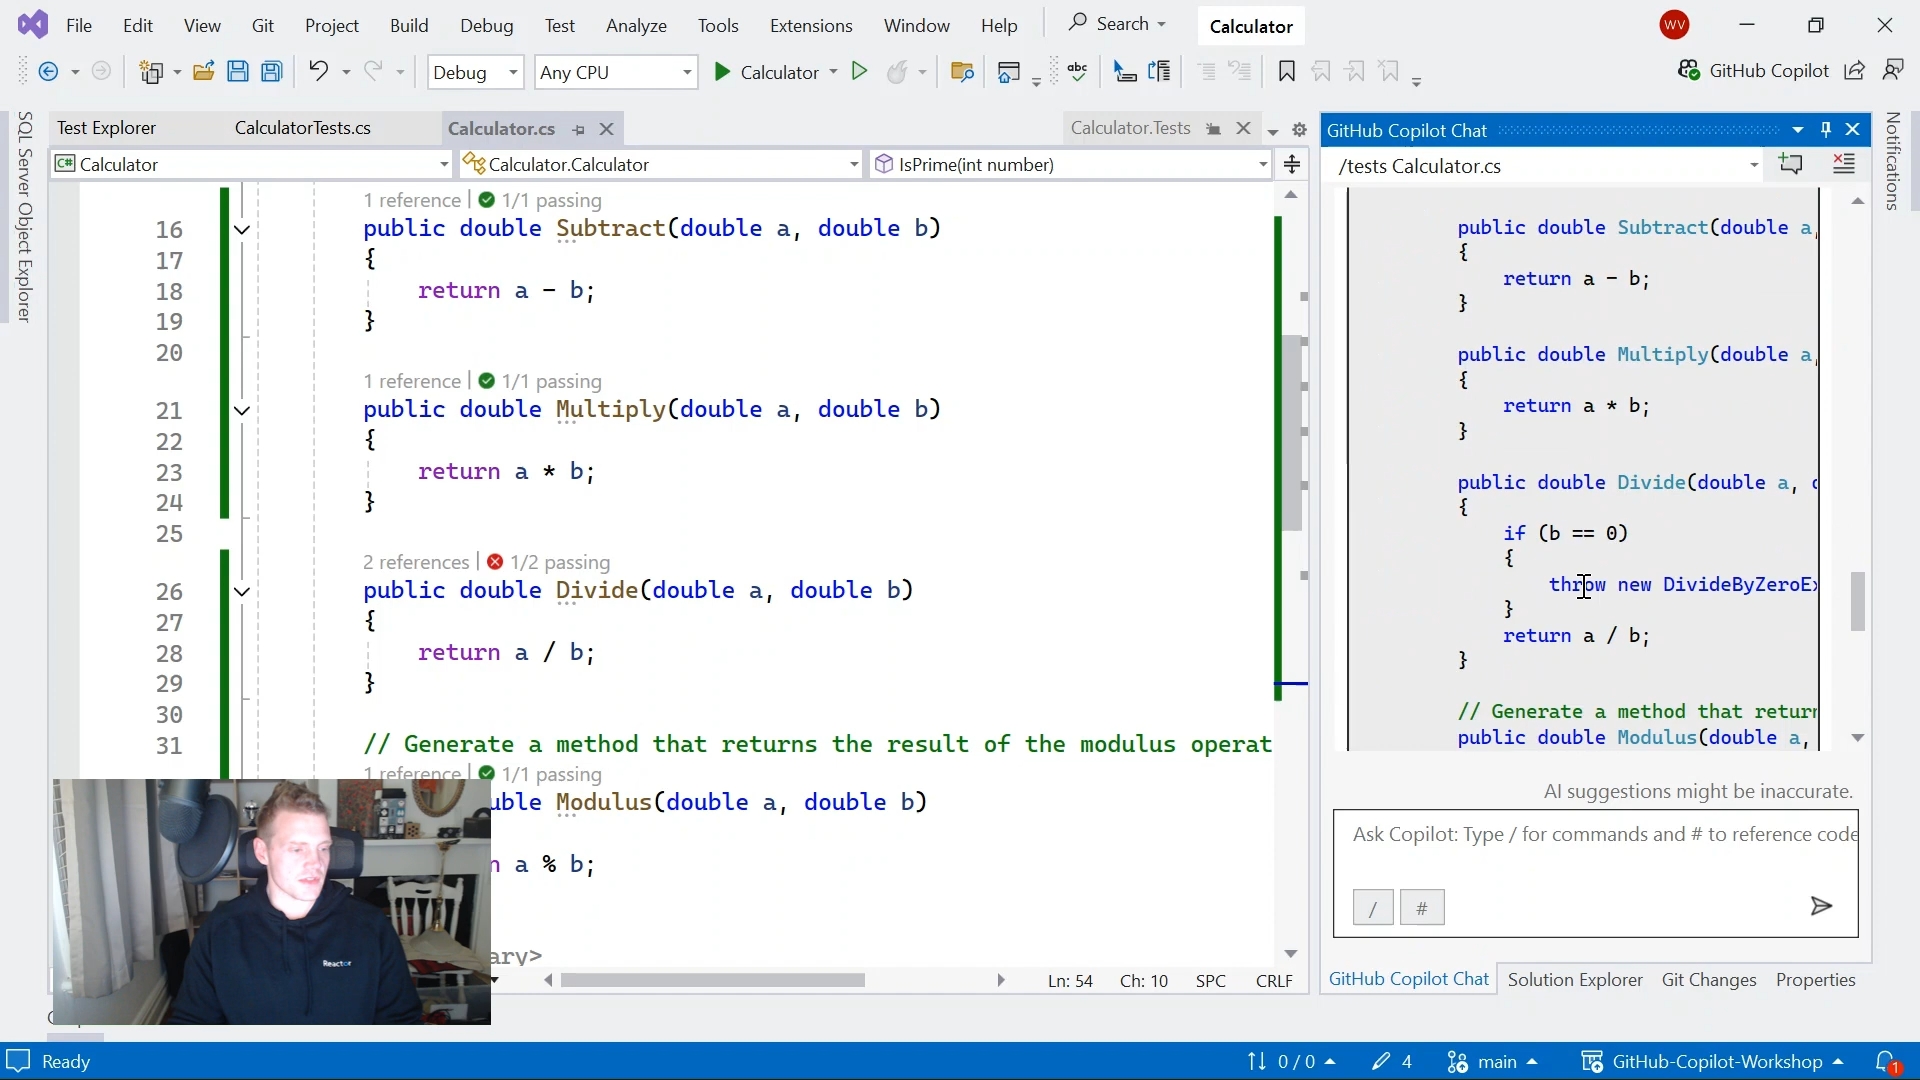 File Edit View Git Project Build Debug Test Analyze Tools Extensions Window Help Search Calculator WV
Debug Any CPU Calculator abc GitHub Copilot
SQL Server Object Explorer
Test Explorer CalculatorTests.cs Calculator.cs Calculator.Tests
C# Calculator Calculator.Calculator IsPrime(int number)
1 reference | 1/1 passing
16 public double Subtract(double a, double b)
17 {
18 return a - b;
19 }
20
1 reference | 1/1 passing
21 public double Multiply(double a, double b)
22 {
23 return a * b;
24 }
25
2 references | 1/2 passing
26 public double Divide(double a, double b)
27 {
28 return a / b;
29 }
30
31 // Generate a method that returns the result of the modulus operat
1 reference | 1/1 passing
uble Modulus(double a, double b)
n a % b;
ary>
Reactor
Ln: 54 Ch: 10 SPC CRLF
GitHub Copilot Chat
/tests Calculator.cs
public double Subtract(double a,
{
return a - b;
}
public double Multiply(double a,
{
return a * b;
}
public double Divide(double a,
{
if (b == 0)
{
throw new DivideByZeroEx
}
return a / b;
}
// Generate a method that return
public double Modulus(double a,
AI suggestions might be inaccurate.
Ask Copilot: Type / for commands and # to reference code
/ #
GitHub Copilot Chat Solution Explorer Git Changes Properties
Notifications
Ready 0 / 0 4 main GitHub-Copilot-Workshop 1